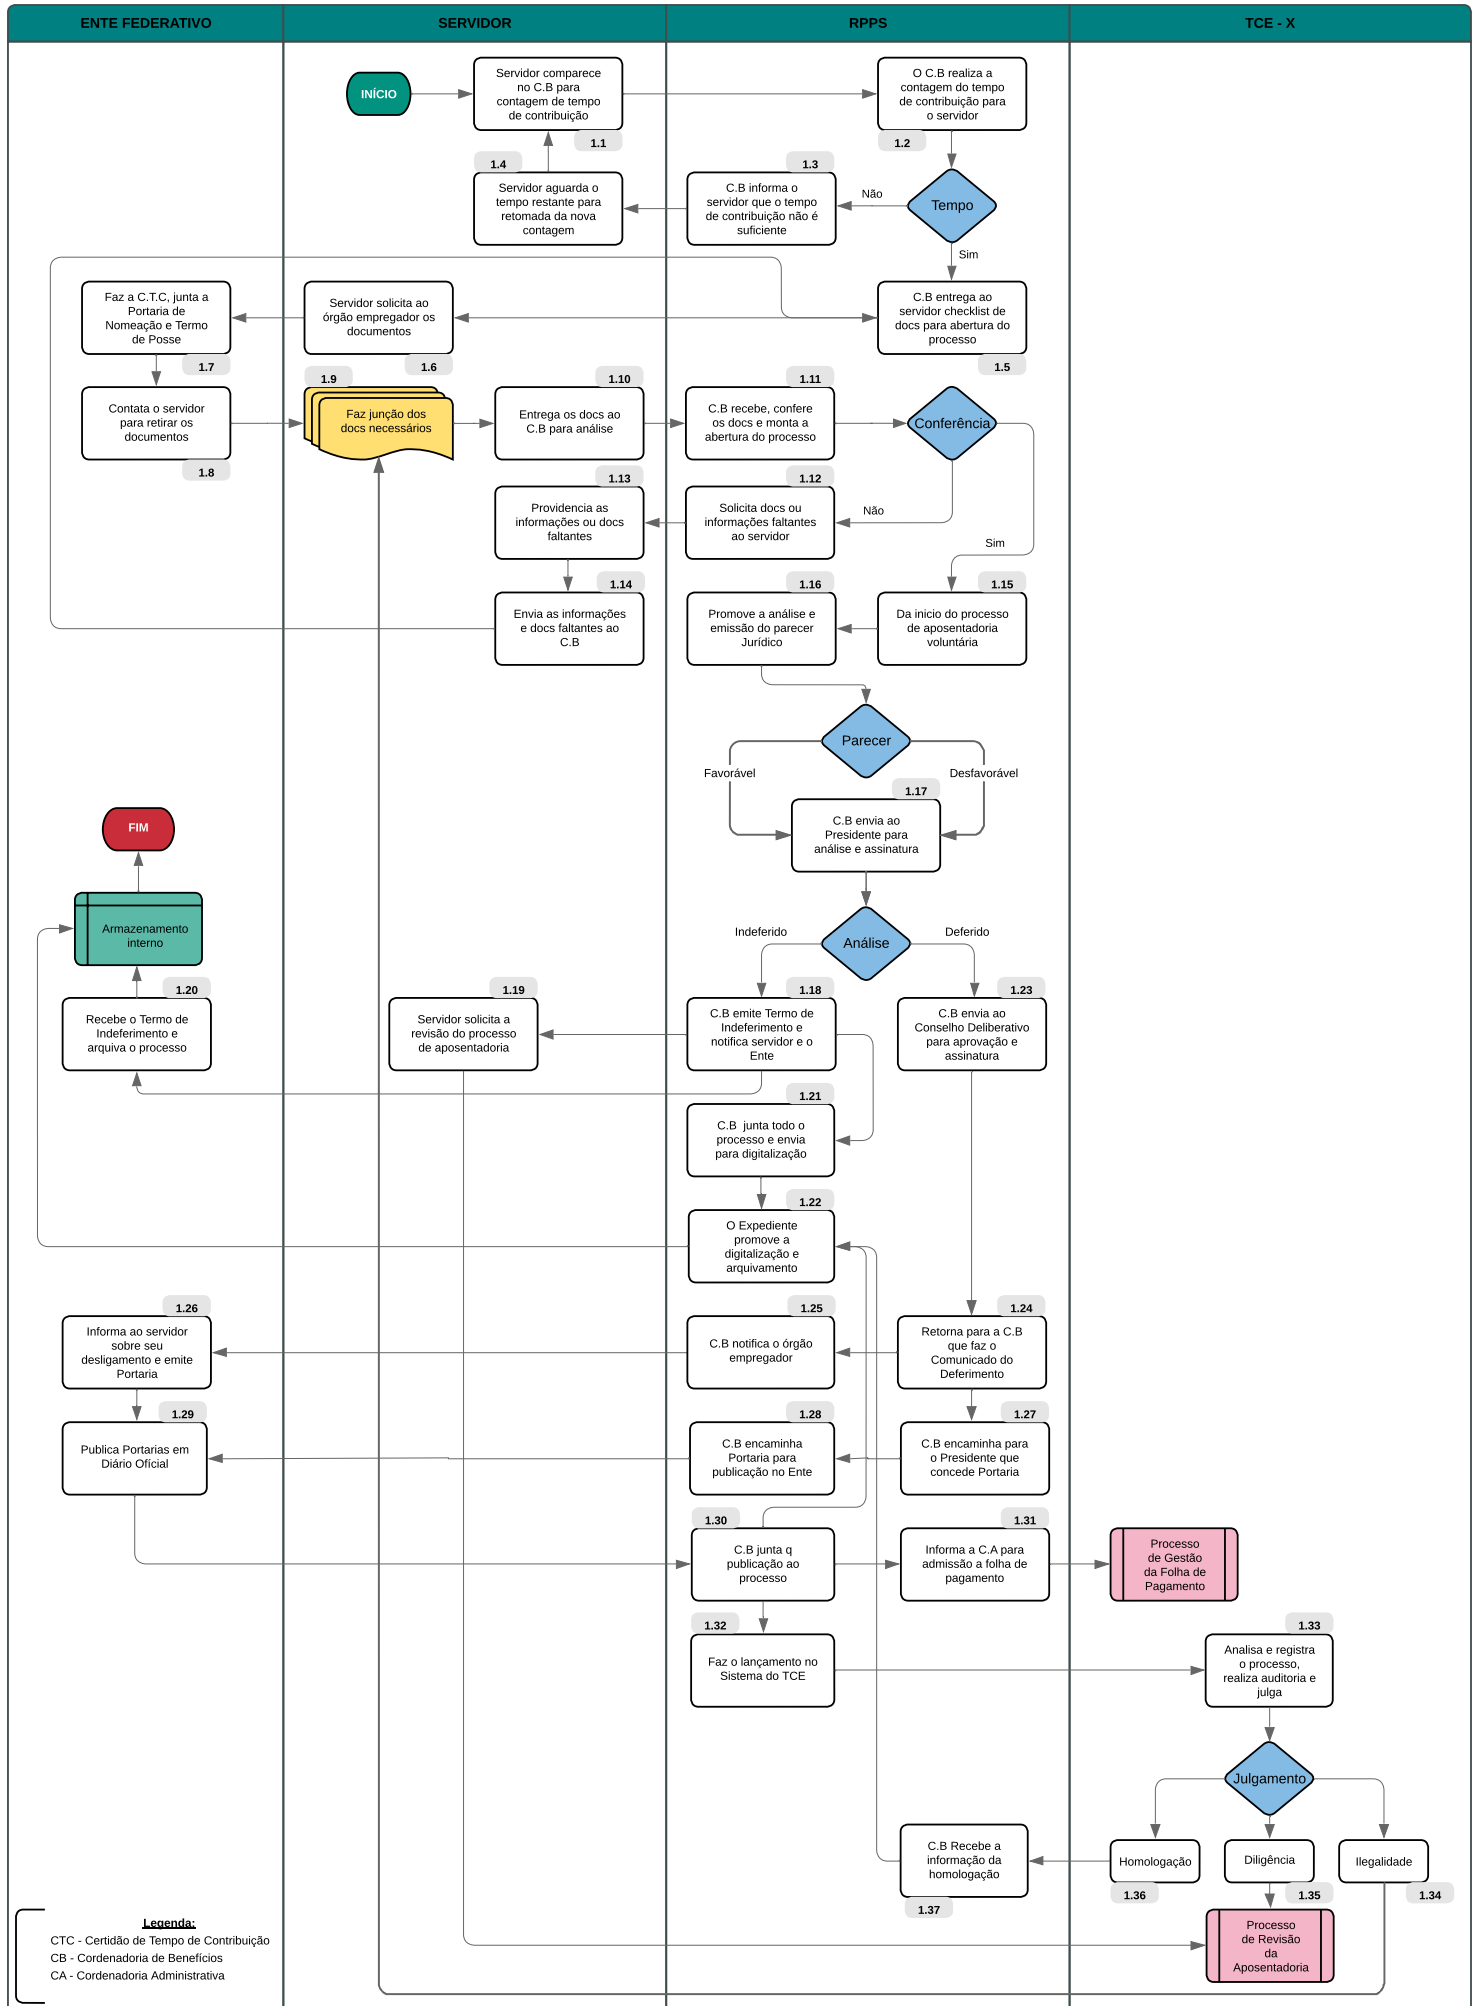 ENTE FEDERATIVO
SERVIDOR
RPPS
TCE - X
INÍCIO
Servidor comparece
no C.B para
contagem de tempo
de contribuição
1.1
O C.B realiza a
contagem do tempo
de contribuição para
o servidor
1.2
Tempo
Não
Sim
1.3
C.B informa o
servidor que o tempo
de contribuição não é
suficiente
1.4
Servidor aguarda o
tempo restante para
retomada da nova
contagem
C.B entrega ao
servidor checklist de
docs para abertura do
processo
1.5
Servidor solicita ao
órgão empregador os
documentos
1.6
Faz a C.T.C, junta a
Portaria de
Nomeação e Termo
de Posse
1.7
Contata o servidor
para retirar os
documentos
1.8
1.9
Faz junção dos
docs necessários
1.10
Entrega os docs ao
C.B para análise
1.11
C.B recebe, confere
os docs e monta a
abertura do processo
Conferência
Não
Sim
1.12
Solicita docs ou
informações faltantes
ao servidor
1.13
Providencia as
informações ou docs
faltantes
1.14
Envia as informações
e docs faltantes ao
C.B
1.15
Da inicio do processo
de aposentadoria
voluntária
1.16
Promove a análise e
emissão do parecer
Jurídico
Parecer
Favorável
Desfavorável
1.17
C.B envia ao
Presidente para
análise e assinatura
FIM
Armazenamento
interno
Análise
Indeferido
Deferido
1.18
C.B emite Termo de
Indeferimento e
notifica servidor e o
Ente
1.19
Servidor solicita a
revisão do processo
de aposentadoria
1.20
Recebe o Termo de
Indeferimento e
arquiva o processo
1.23
C.B envia ao
Conselho Deliberativo
para aprovação e
assinatura
1.21
C.B  junta todo o
processo e envia
para digitalização
1.22
O Expediente
promove a
digitalização e
arquivamento
1.24
Retorna para a C.B
que faz o
Comunicado do
Deferimento
1.25
C.B notifica o órgão
empregador
1.26
Informa ao servidor
sobre seu
desligamento e emite
Portaria
1.27
C.B encaminha para
o Presidente que
concede Portaria
1.28
C.B encaminha
Portaria para
publicação no Ente
1.29
Publica Portarias em
Diário Ofícial
1.30
C.B junta q
publicação ao
processo
1.31
Informa a C.A para
admissão a folha de
pagamento
Processo
de Gestão
da Folha de
Pagamento
1.32
Faz o lançamento no
Sistema do TCE
1.33
Analisa e registra
o processo,
realiza auditoria e
julga
Julgamento
Homologação
1.36
Diligência
1.35
Ilegalidade
1.34
C.B Recebe a
informação da
homologação
1.37
Processo
de Revisão
da
Aposentadoria
Legenda:
CTC - Certidão de Tempo de Contribuição
CB - Cordenadoria de Benefícios
CA - Cordenadoria Administrativa